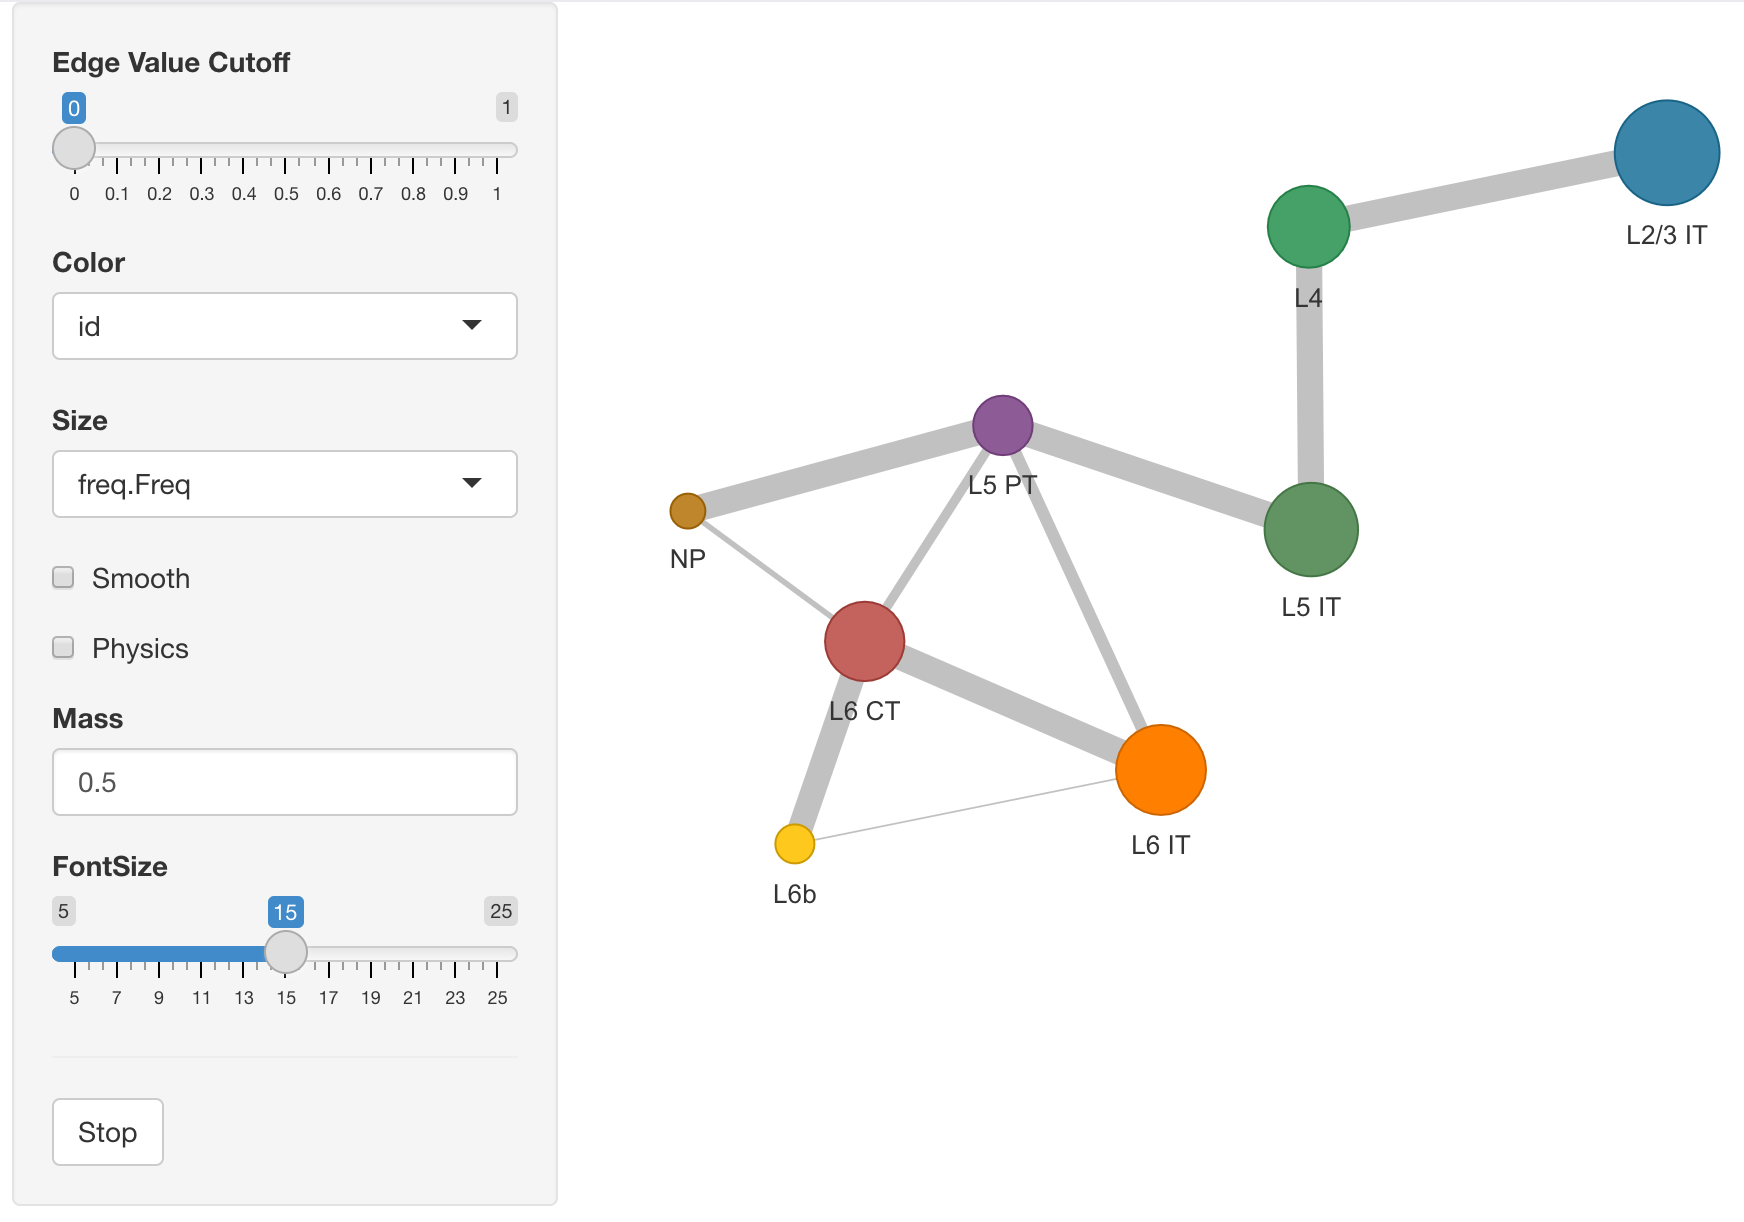 Edge Value Cutoff
0 1
0 0.1 0.2 0.3 0.4 0.5 0.6 0.7 0.8 0.9 1
Color
id
Size
freq.Freq
Smooth
Physics
Mass
0.5
FontSize
5 15 25
5 7 9 11 13 15 17 19 21 23 25
Stop
L2/3 IT
L4
L5 PT
NP
L5 IT
L6 CT
L6 IT
L6b